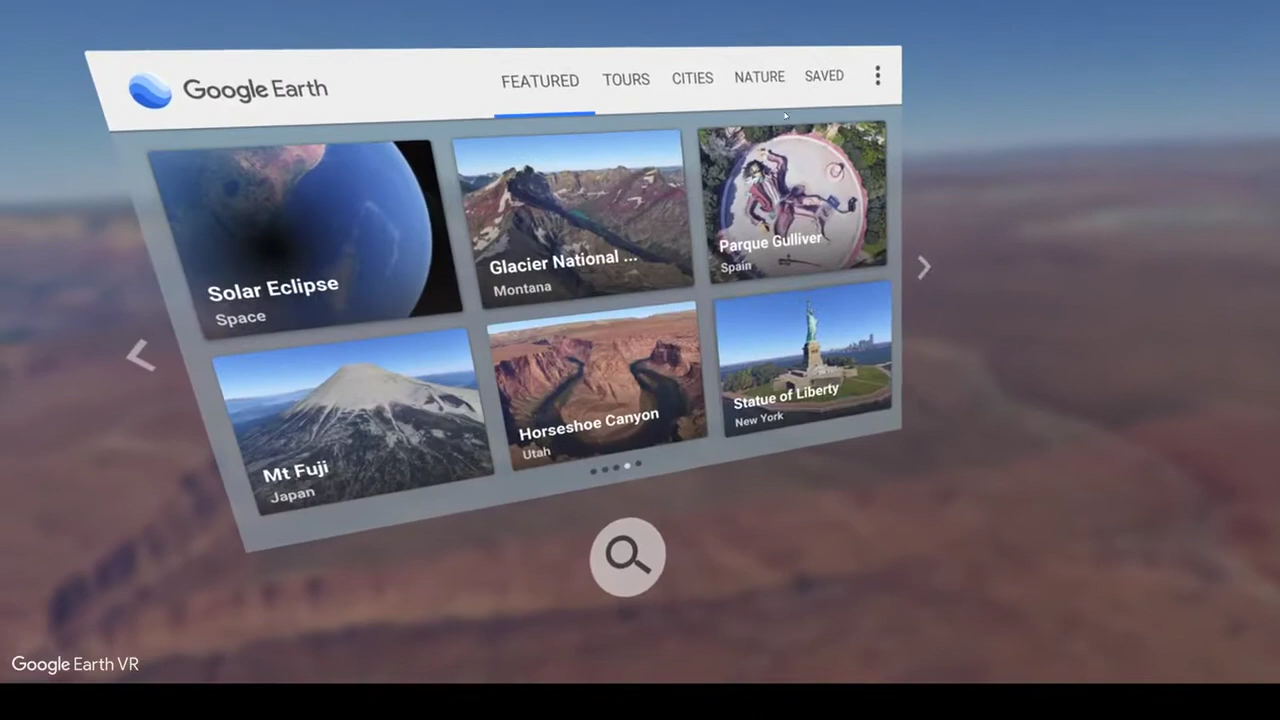 Google Earth
FEATURED TOURS CITIES NATURE SAVED
Solar Eclipse
Space
Glacier National ...
Montana
Parque Gulliver
Spain
Mt Fuji
Japan
Horseshoe Canyon
Utah
Statue of Liberty
New York
Google Earth VR